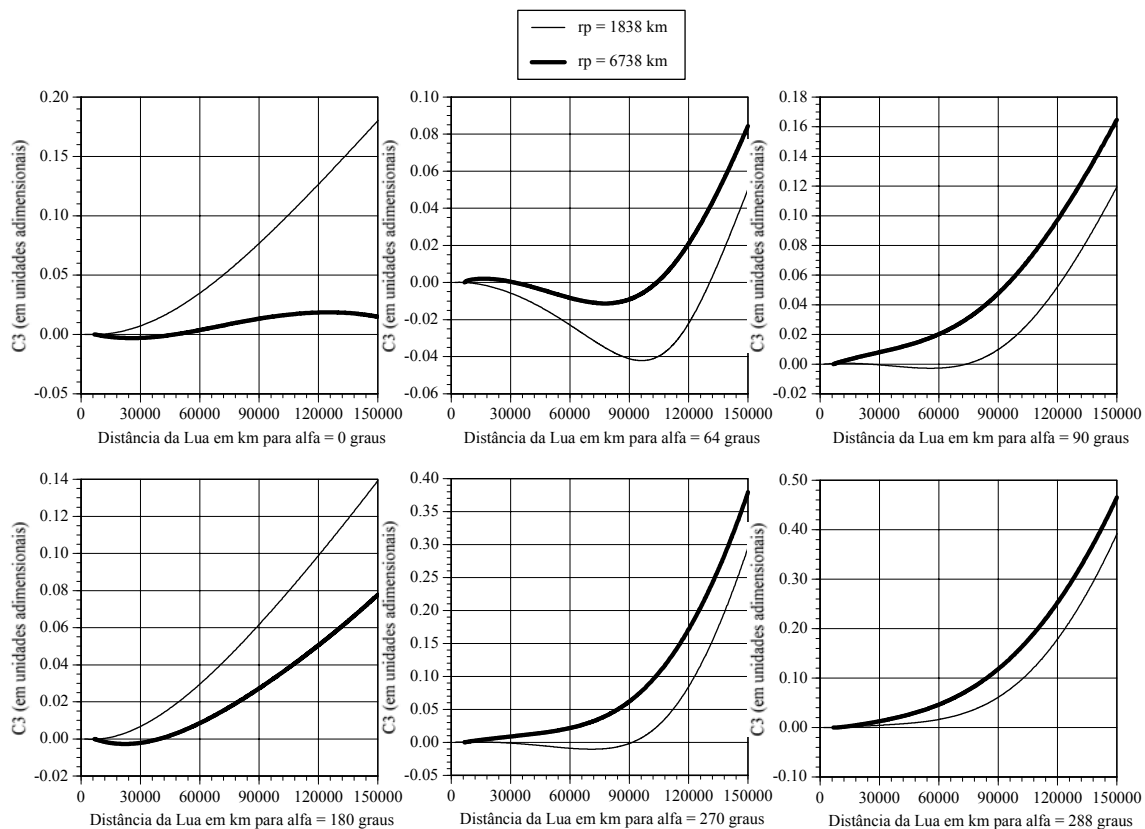 rp = 1838 km
rp = 6738 km
0.20
0.15
0.10
0.05
0.00
-0.05
C3 (em unidades adimensionais)
0 30000 60000 90000 120000 150000
Distância da Lua em km para alfa = 0 graus
0.10
0.08
0.06
0.04
0.02
0.00
-0.02
-0.04
-0.06
C3 (em unidades adimensionais)
0 30000 60000 90000 120000 150000
Distância da Lua em km para alfa = 64 graus
0.18
0.16
0.14
0.12
0.10
0.08
0.06
0.04
0.02
0.00
-0.02
C3 (em unidades adimensionais)
0 30000 60000 90000 120000 150000
Distância da Lua em km para alfa = 90 graus
0.14
0.12
0.10
0.08
0.06
0.04
0.02
0.00
-0.02
C3 (em unidades adimensionais)
0 30000 60000 90000 120000 150000
Distância da Lua em km para alfa = 180 graus
0.40
0.35
0.30
0.25
0.20
0.15
0.10
0.05
0.00
-0.05
C3 (em unidades adimensionais)
0 30000 60000 90000 120000 150000
Distância da Lua em km para alfa = 270 graus
0.50
0.40
0.30
0.20
0.10
0.00
-0.10
C3 (em unidades adimensionais)
0 30000 60000 90000 120000 150000
Distância da Lua em km para alfa = 288 graus